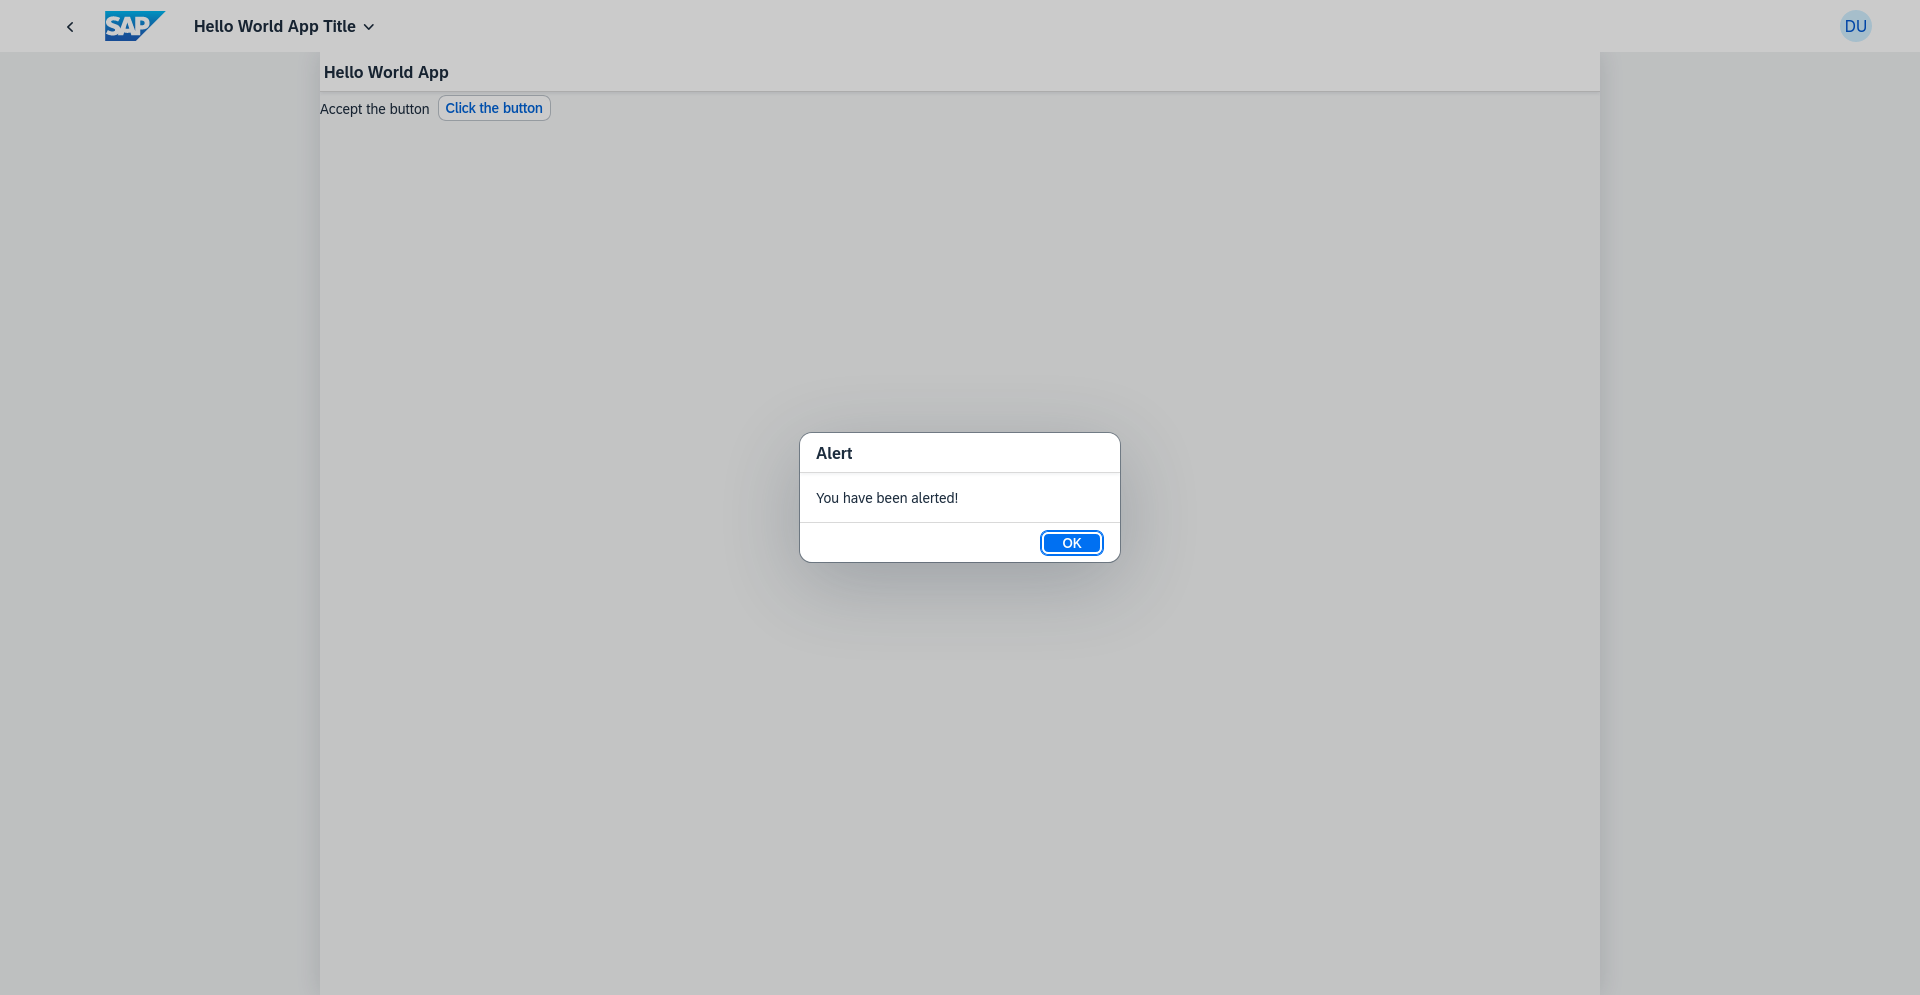 SAP
Hello World App Title
DU
Hello World App
Accept the button
Click the button
Alert
You have been alerted!
OK